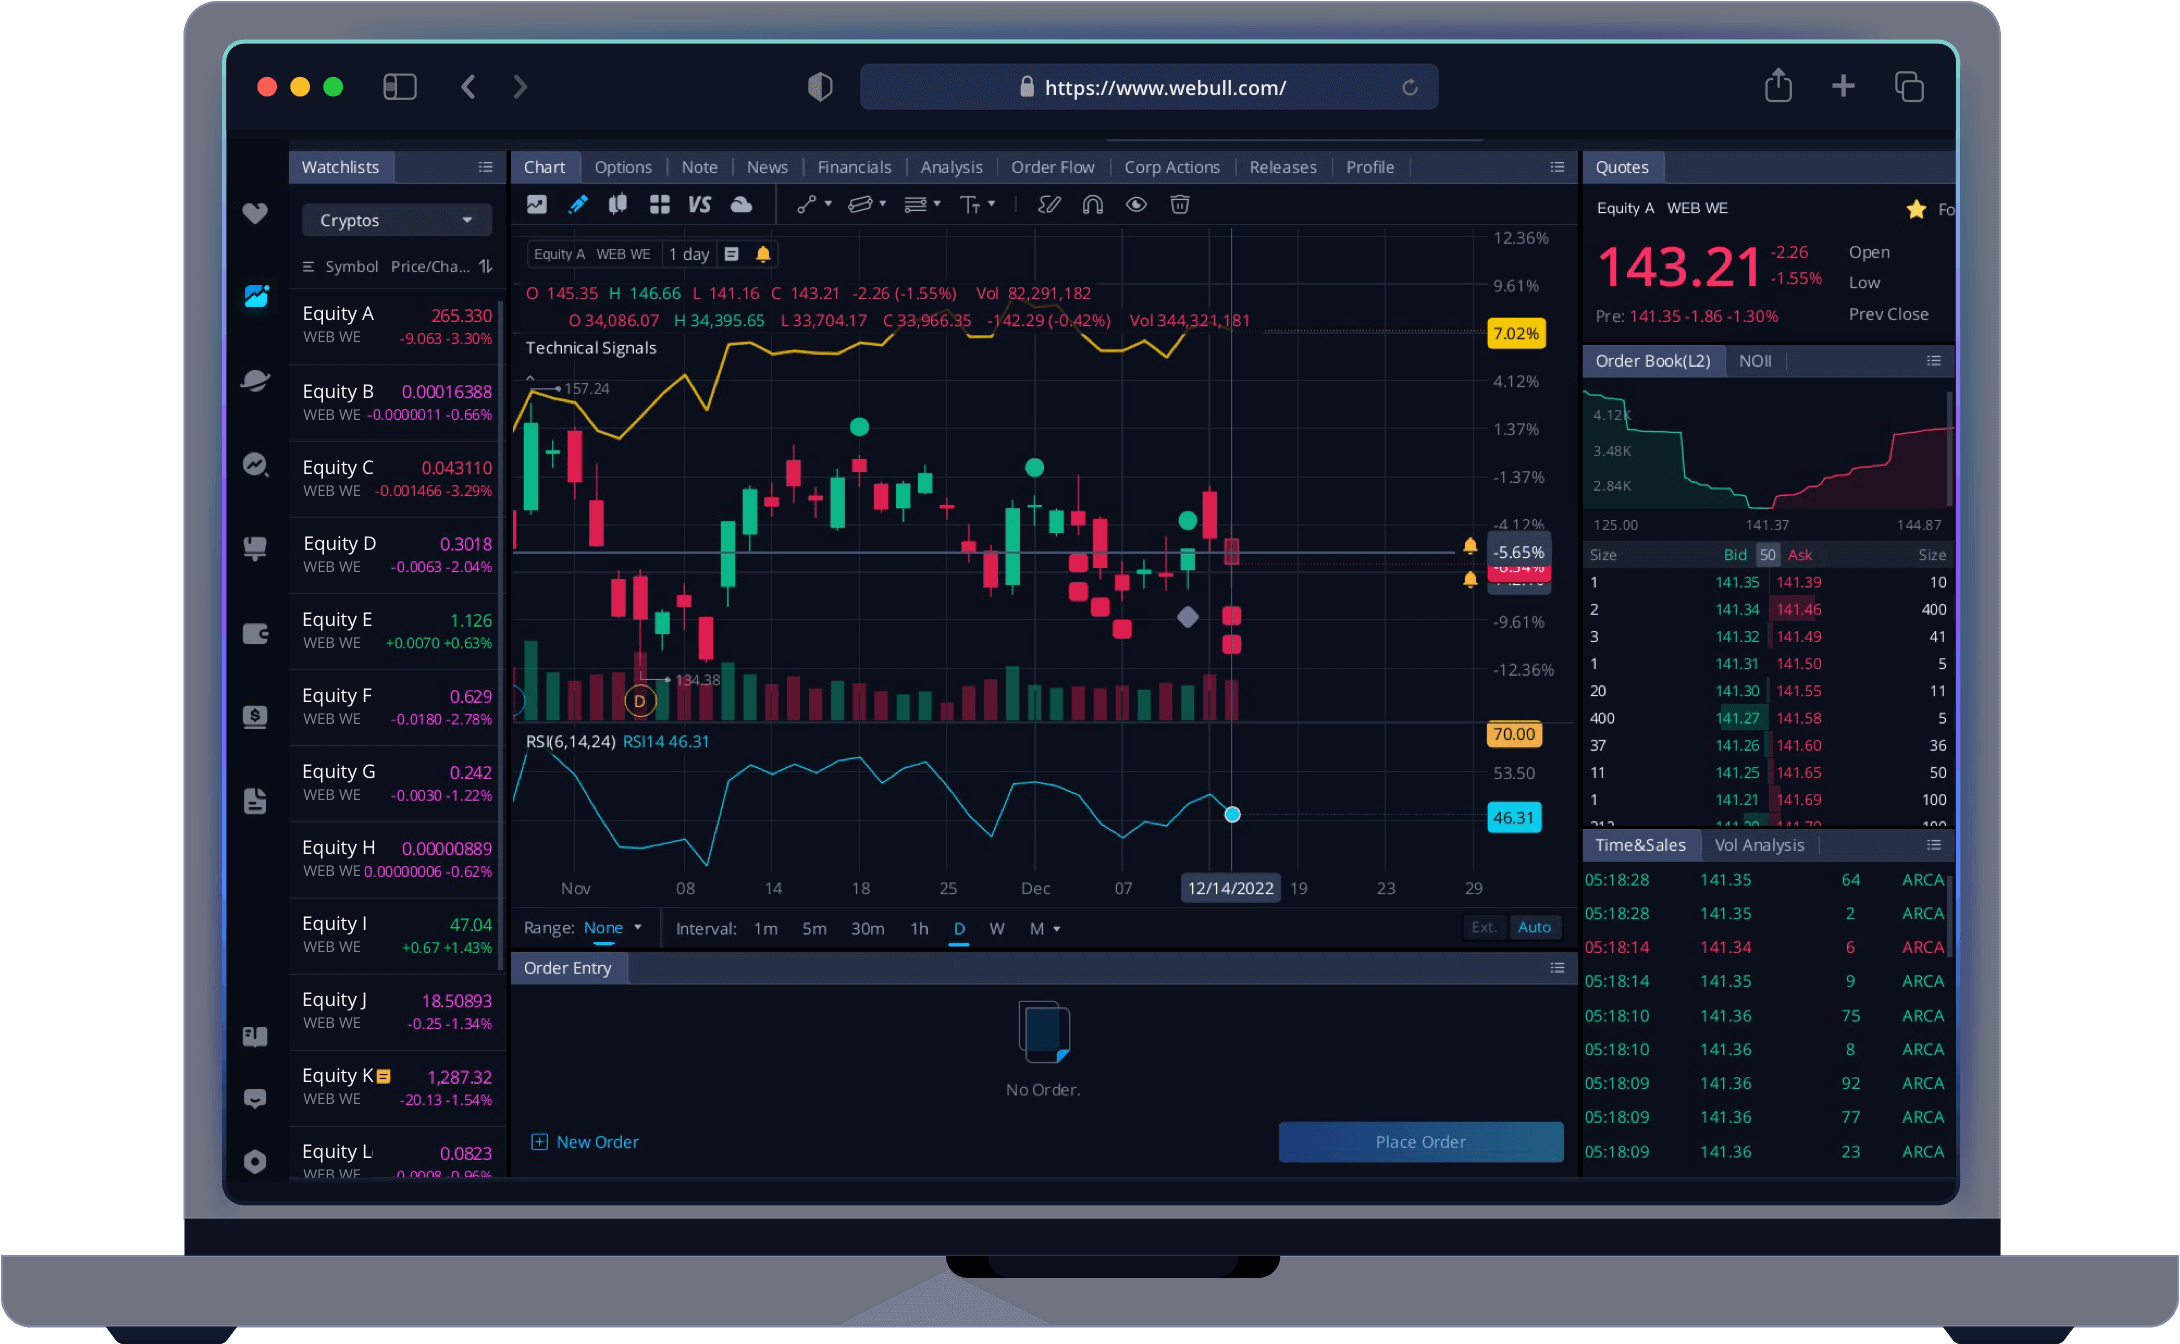 https://www.webull.com/
Watchlists
Cryptos
Symbol Price/Cha...
Equity A 265.330
WEB WE -9.063 -3.30%
Equity B 0.00016388
WEB WE -0.0000011 -0.66%
Equity C 0.043110
WEB WE -0.001466 -3.29%
Equity D 0.3018
WEB WE -0.0063 -2.04%
Equity E 1.126
WEB WE +0.0070 +0.63%
Equity F 0.629
WEB WE -0.0180 -2.78%
Equity G 0.242
WEB WE -0.0030 -1.22%
Equity H 0.00000889
WEB WE 0.00000006 -0.62%
Equity I 47.04
WEB WE +0.67 +1.43%
Equity J 18.50893
WEB WE -0.25 -1.34%
Equity K 1,287.32
WEB WE -20.13 -1.54%
Equity L 0.0823
WEB WE -0.0008 -0.96%
Chart Options Note News Financials Analysis Order Flow Corp Actions Releases Profile
VS
Equity A WEB WE 1 day
O 145.35 H 146.66 L 141.16 C 143.21 -2.26 (-1.55%) Vol 82,291,182
O 34,086.07 H 34,395.65 L 33,704.17 C 33,966.35 -142.29 (-0.42%) Vol 344,321,181
Technical Signals
157.24
134.38
D
12.36%
9.61%
7.02%
4.12%
1.37%
-1.37%
-4.12%
-5.65%
-9.61%
-12.36%
RSI(6,14,24) RSI14 46.31
70.00
53.50
46.31
Nov 08 14 18 25 Dec 07 12/14/2022 19 23 29
Range: None Interval: 1m 5m 30m 1h D W M Ext. Auto
Order Entry
No Order.
New Order Place Order
Quotes
Equity A WEB WE Fo
143.21 -2.26
-1.55%
Open
Low
Prev Close
Pre: 141.35 -1.86 -1.30%
Order Book(L2) NOII
4.12K
3.48K
2.84K
125.00 141.37 144.87
Size Bid 50 Ask Size
1 141.35 141.39 10
2 141.34 141.46 400
3 141.32 141.49 41
1 141.31 141.50 5
20 141.30 141.55 11
400 141.27 141.58 5
37 141.26 141.60 36
11 141.25 141.65 50
1 141.21 141.69 100
Time&Sales Vol Analysis
05:18:28 141.35 64 ARCA
05:18:28 141.35 2 ARCA
05:18:14 141.34 6 ARCA
05:18:14 141.35 9 ARCA
05:18:10 141.36 75 ARCA
05:18:10 141.36 8 ARCA
05:18:09 141.36 92 ARCA
05:18:09 141.36 77 ARCA
05:18:09 141.36 23 ARCA